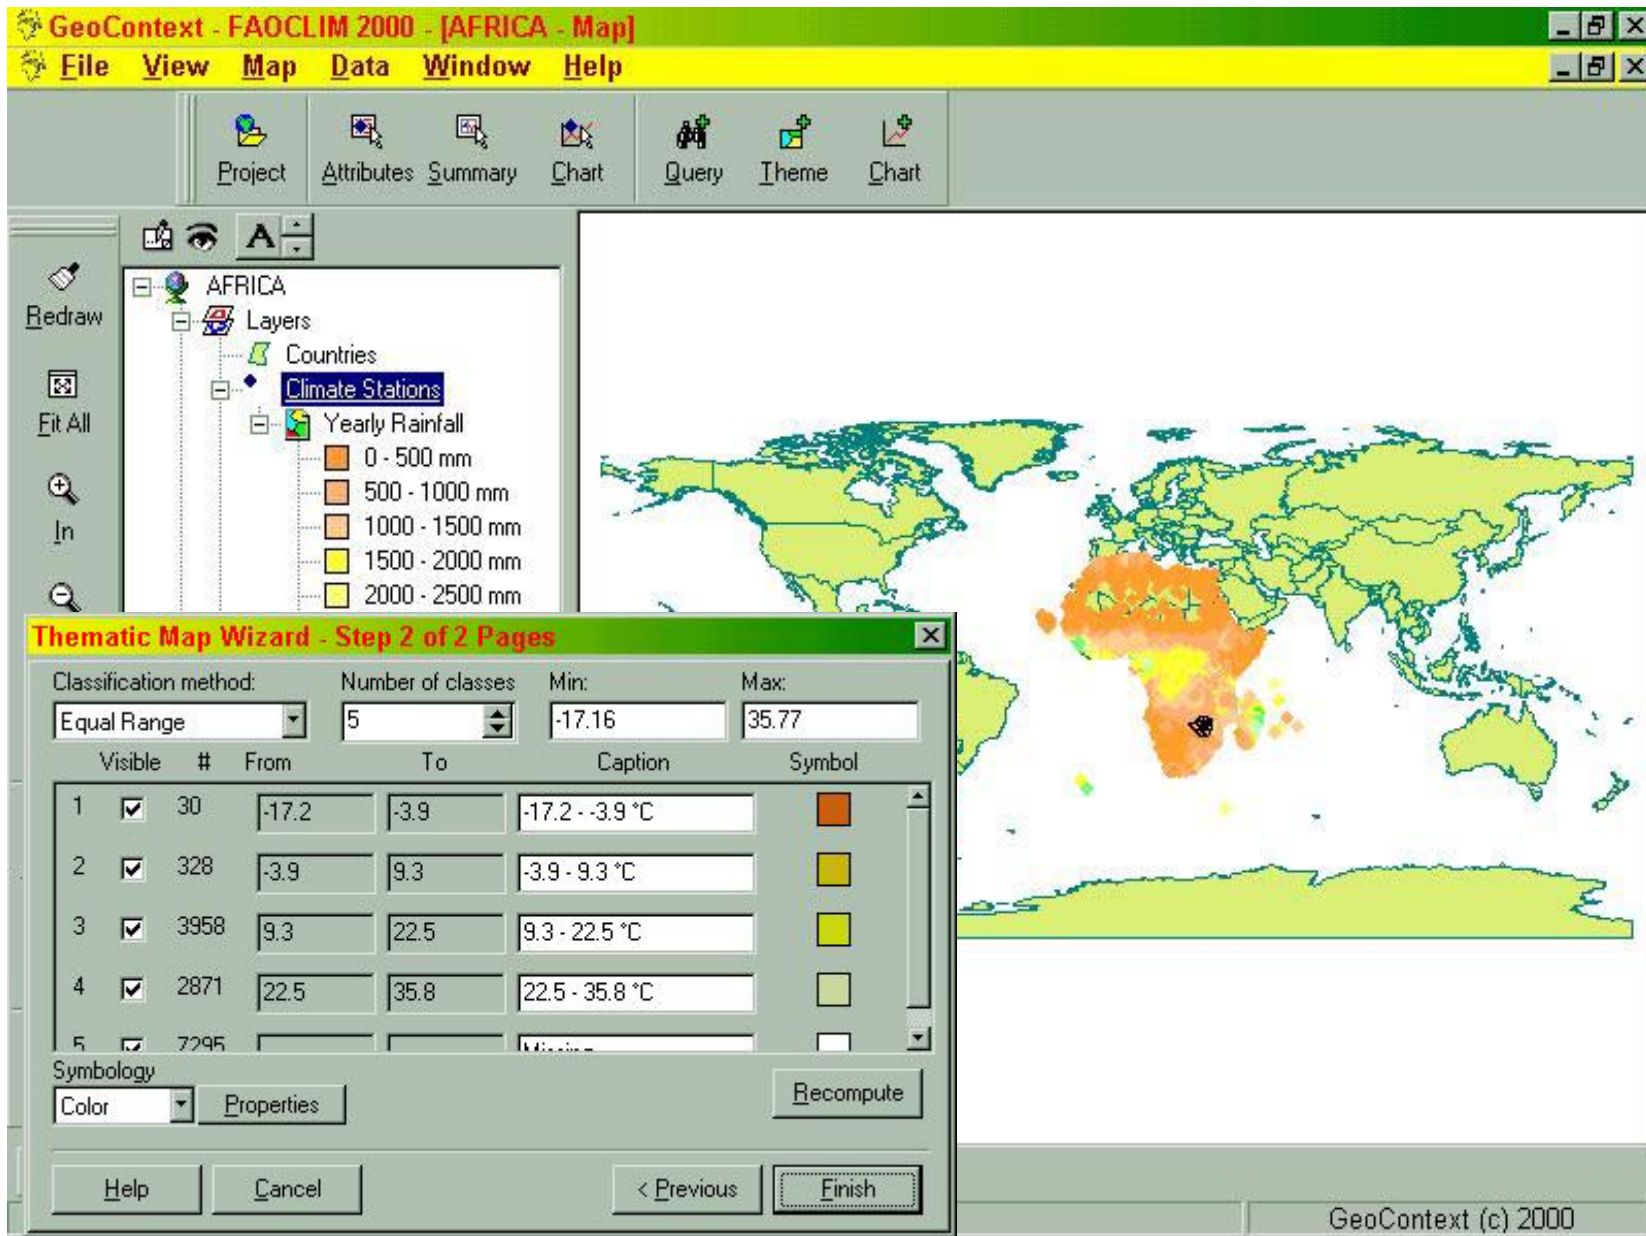 GeoContext - FAOCLIM 2000 - [AFRICA - Map]
File View Map Data Window Help
Project Attributes Summary Chart Query Theme Chart
A
Redraw
Fit All
In
AFRICA
Layers
Countries
Climate Stations
Yearly Rainfall
0 - 500 mm
500 - 1000 mm
1000 - 1500 mm
1500 - 2000 mm
2000 - 2500 mm
Thematic Map Wizard - Step 2 of 2 Pages
Classification method: Number of classes Min: Max:
Equal Range 5 -17.16 35.77
Visible # From To Caption Symbol
1 30 -17.2 -3.9 -17.2 - -3.9 °C
2 328 -3.9 9.3 -3.9 - 9.3 °C
3 3958 9.3 22.5 9.3 - 22.5 °C
4 2871 22.5 35.8 22.5 - 35.8 °C
5 7295 Missing
Symbology
Color Properties Recompute
Help Cancel < Previous Finish
GeoContext (c) 2000